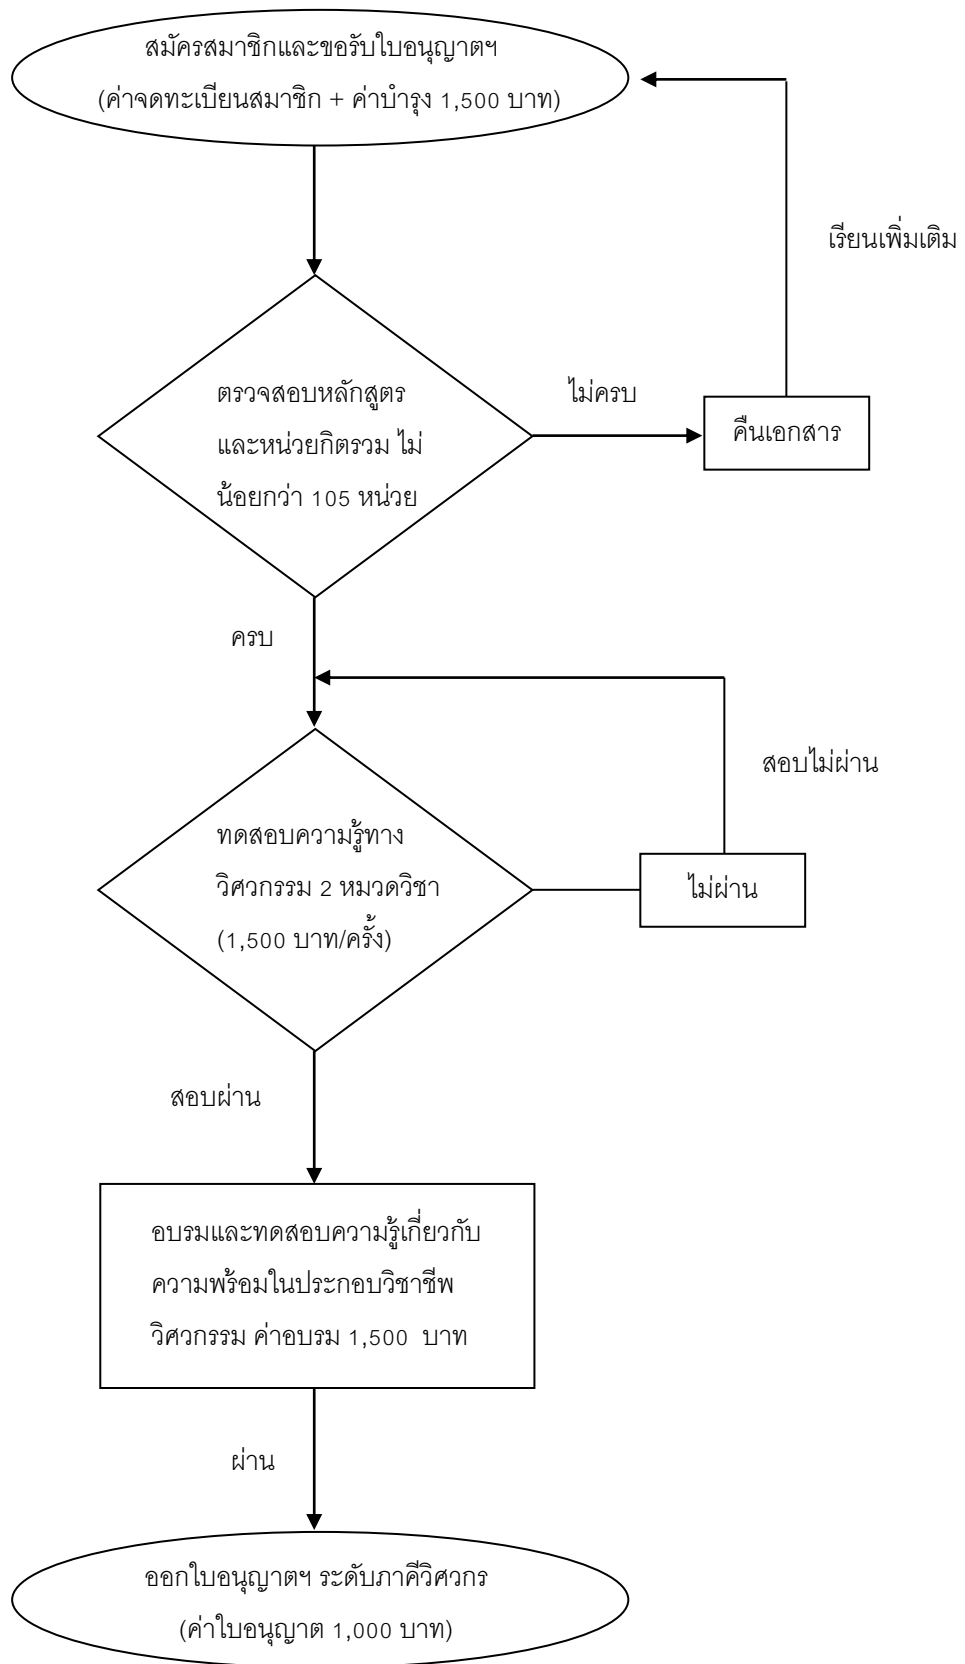 สมัครสมาชิกและขอรับใบอนุญาตฯ
(ค่าจดทะเบียนสมาชิก + ค่าบำรุง 1,500 บาท)
เรียนเพิ่มเติม
ตรวจสอบหลักสูตร
และหน่วยกิตรวม ไม่
น้อยกว่า 105 หน่วย
ไม่ครบ
คืนเอกสาร
ครบ
สอบไม่ผ่าน
ทดสอบความรู้ทาง
วิศวกรรม 2 หมวดวิชา
(1,500 บาท/ครั้ง)
ไม่ผ่าน
สอบผ่าน
อบรมและทดสอบความรู้เกี่ยวกับ
ความพร้อมในประกอบวิชาชีพ
วิศวกรรม ค่าอบรม 1,500 บาท
ผ่าน
ออกใบอนุญาตฯ ระดับภาคีวิศวกร
(ค่าใบอนุญาต 1,000 บาท)